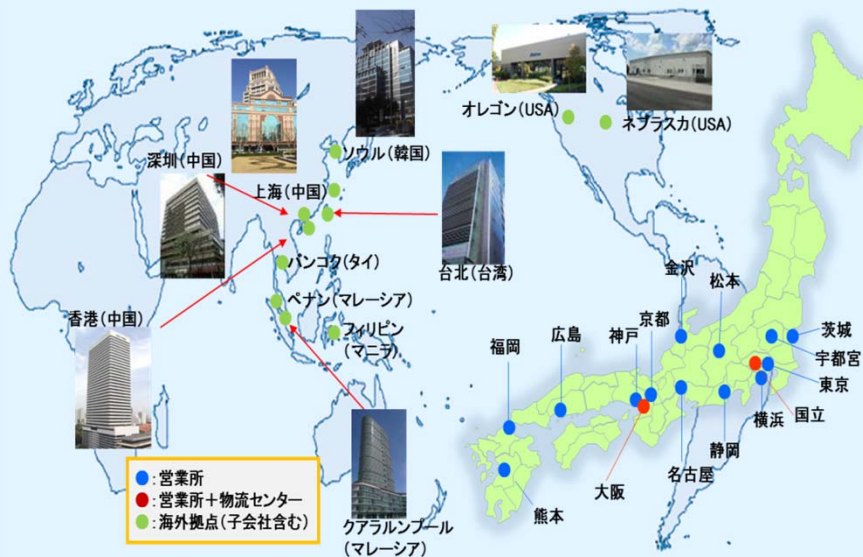 オレゴン(USA)
ネブラスカ(USA)
ソウル(韓国)
深圳(中国)
上海(中国)
台北(台湾)
バンコク(タイ)
ペナン(マレーシア)
香港(中国)
フィリピン
(マニラ)
クアラルンプール
(マレーシア)
金沢
松本
茨城
宇都宮
東京
国立
横浜
静岡
名古屋
京都
神戸
大阪
広島
福岡
熊本
:営業所
:営業所+物流センター
:海外拠点(子会社含む)